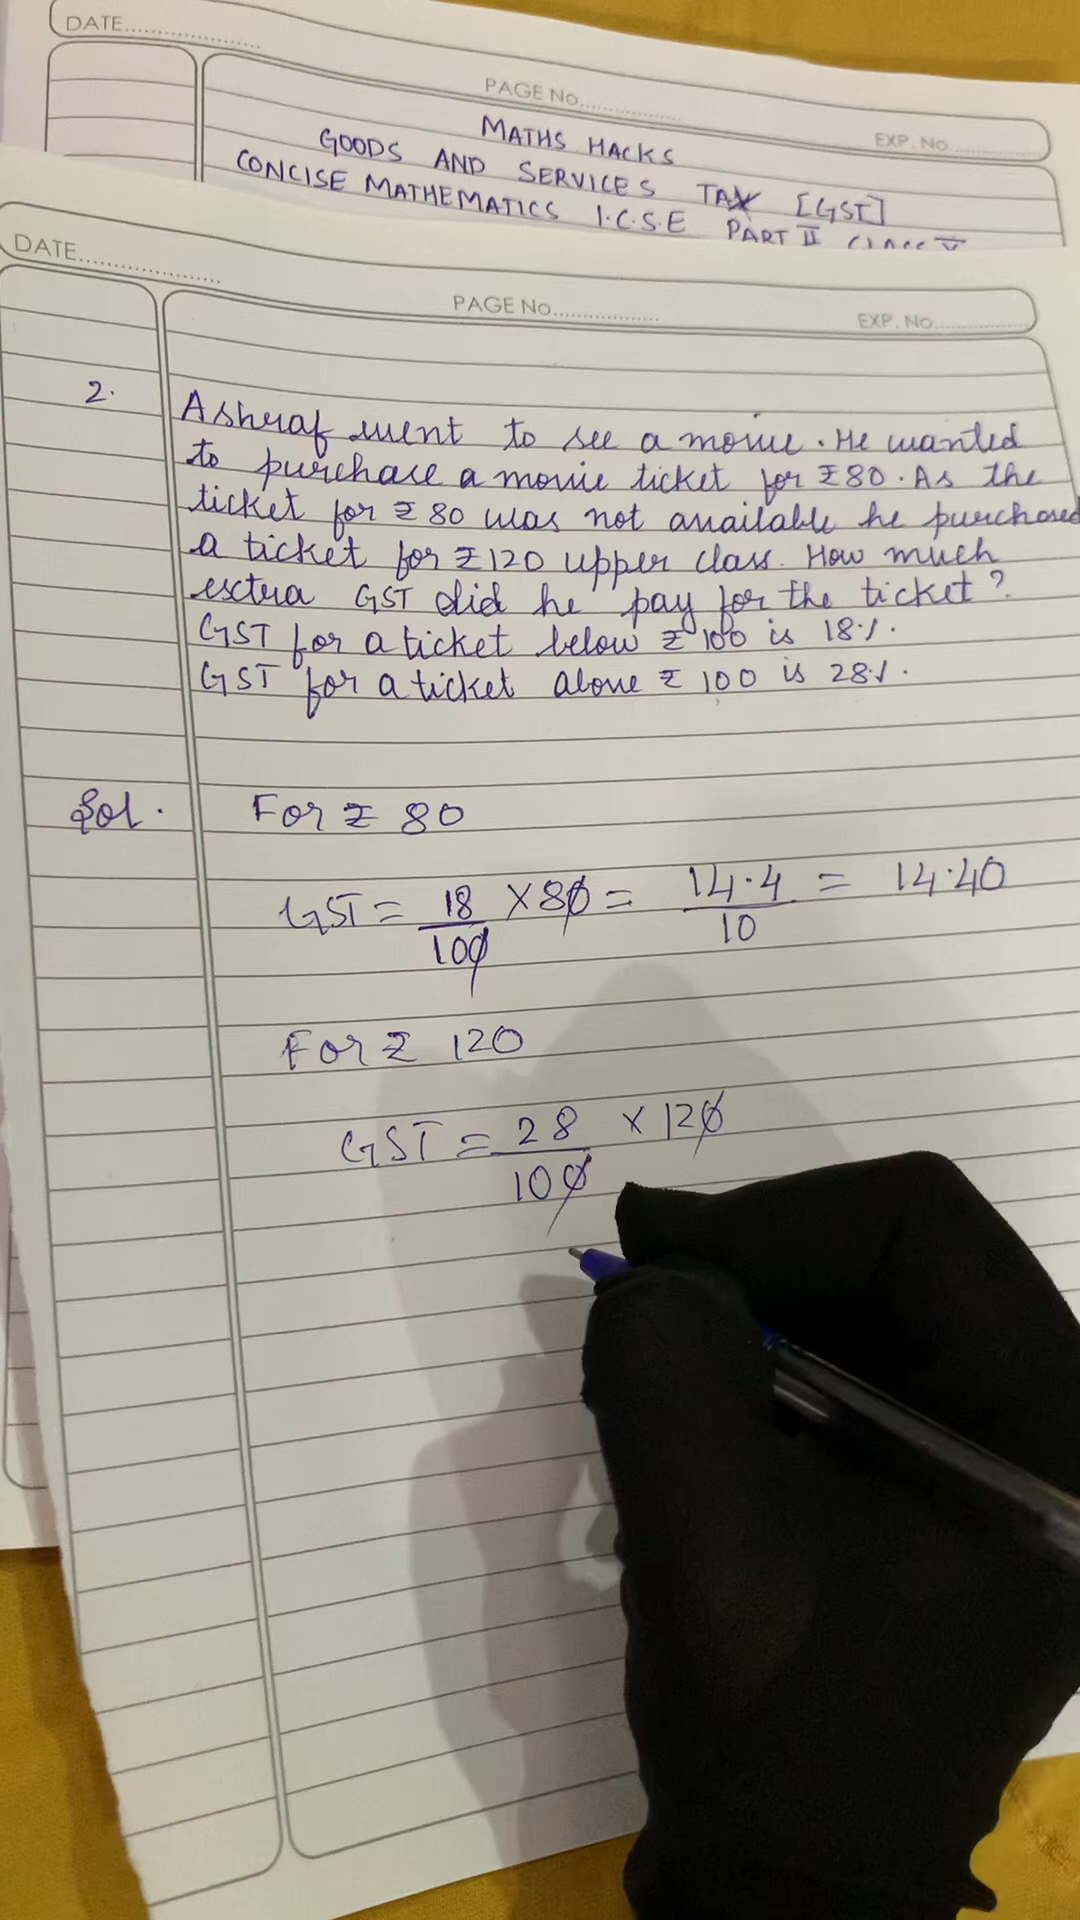 DATE
PAGE No.
EXP. No.
MATHS HACKS
GOODS AND SERVICES TAX [GST]
CONCISE MATHEMATICS I.C.S.E PART II
DATE
PAGE No.
EXP. No.
2. Ashraf went to see a movie. He wanted
to purchase a movie ticket for ₹80. As the
ticket for ₹80 was not available he purchased
a ticket for ₹120 upper class. How much
extra GST did he pay for the ticket?
GST for a ticket below ₹100 is 18%.
GST for a ticket above ₹100 is 28%.
Sol. For ₹ 80
GST = 18/100 × 80 = 14.4/10 = 14.40
For ₹ 120
GST = 28/100 × 120